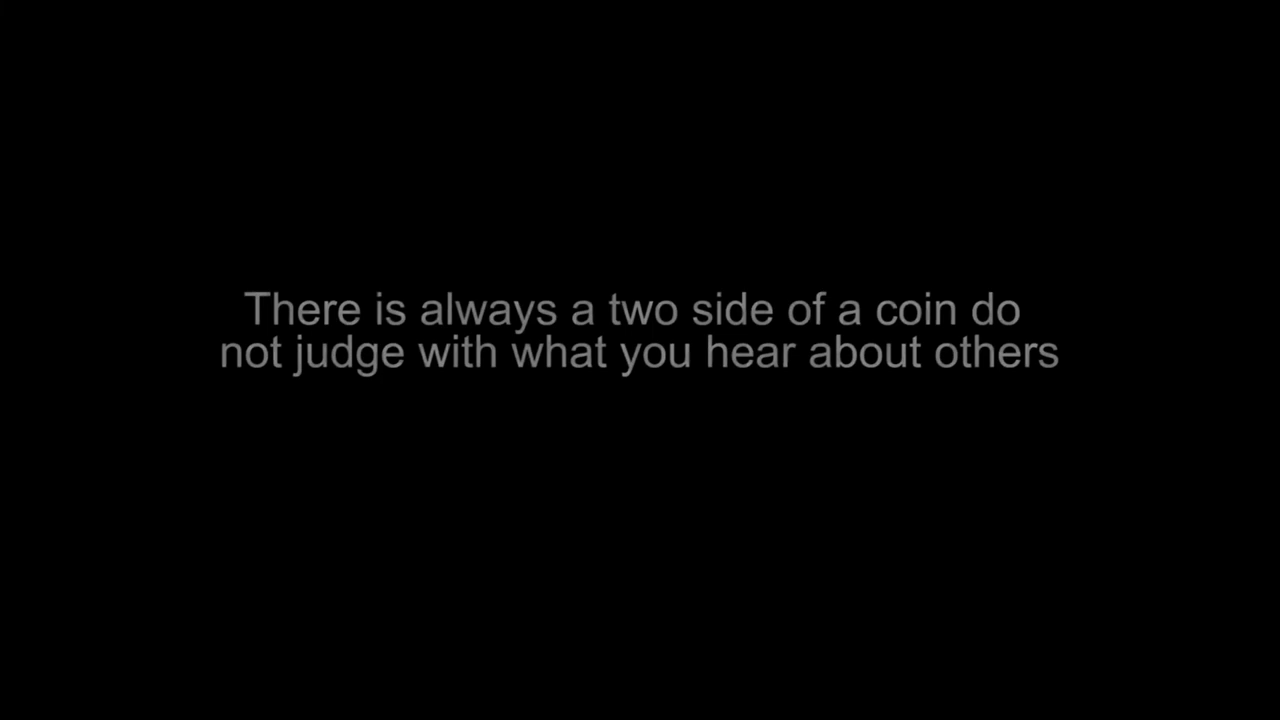 There is always a two side of a coin do
not judge with what you hear about others